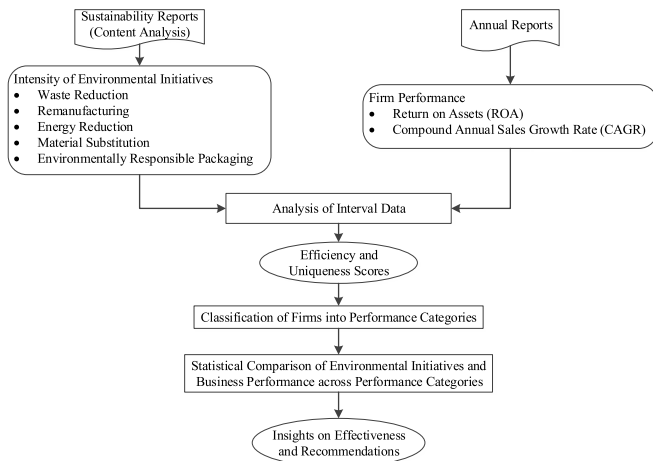 Sustainability Reports
(Content Analysis)
Annual Reports
Intensity of Environmental Initiatives
• Waste Reduction
• Remanufacturing
• Energy Reduction
• Material Substitution
• Environmentally Responsible Packaging
Firm Performance
• Return on Assets (ROA)
• Compound Annual Sales Growth Rate (CAGR)
Analysis of Interval Data
Efficiency and
Uniqueness Scores
Classification of Firms into Performance Categories
Statistical Comparison of Environmental Initiatives and
Business Performance across Performance Categories
Insights on Effectiveness
and Recommendations